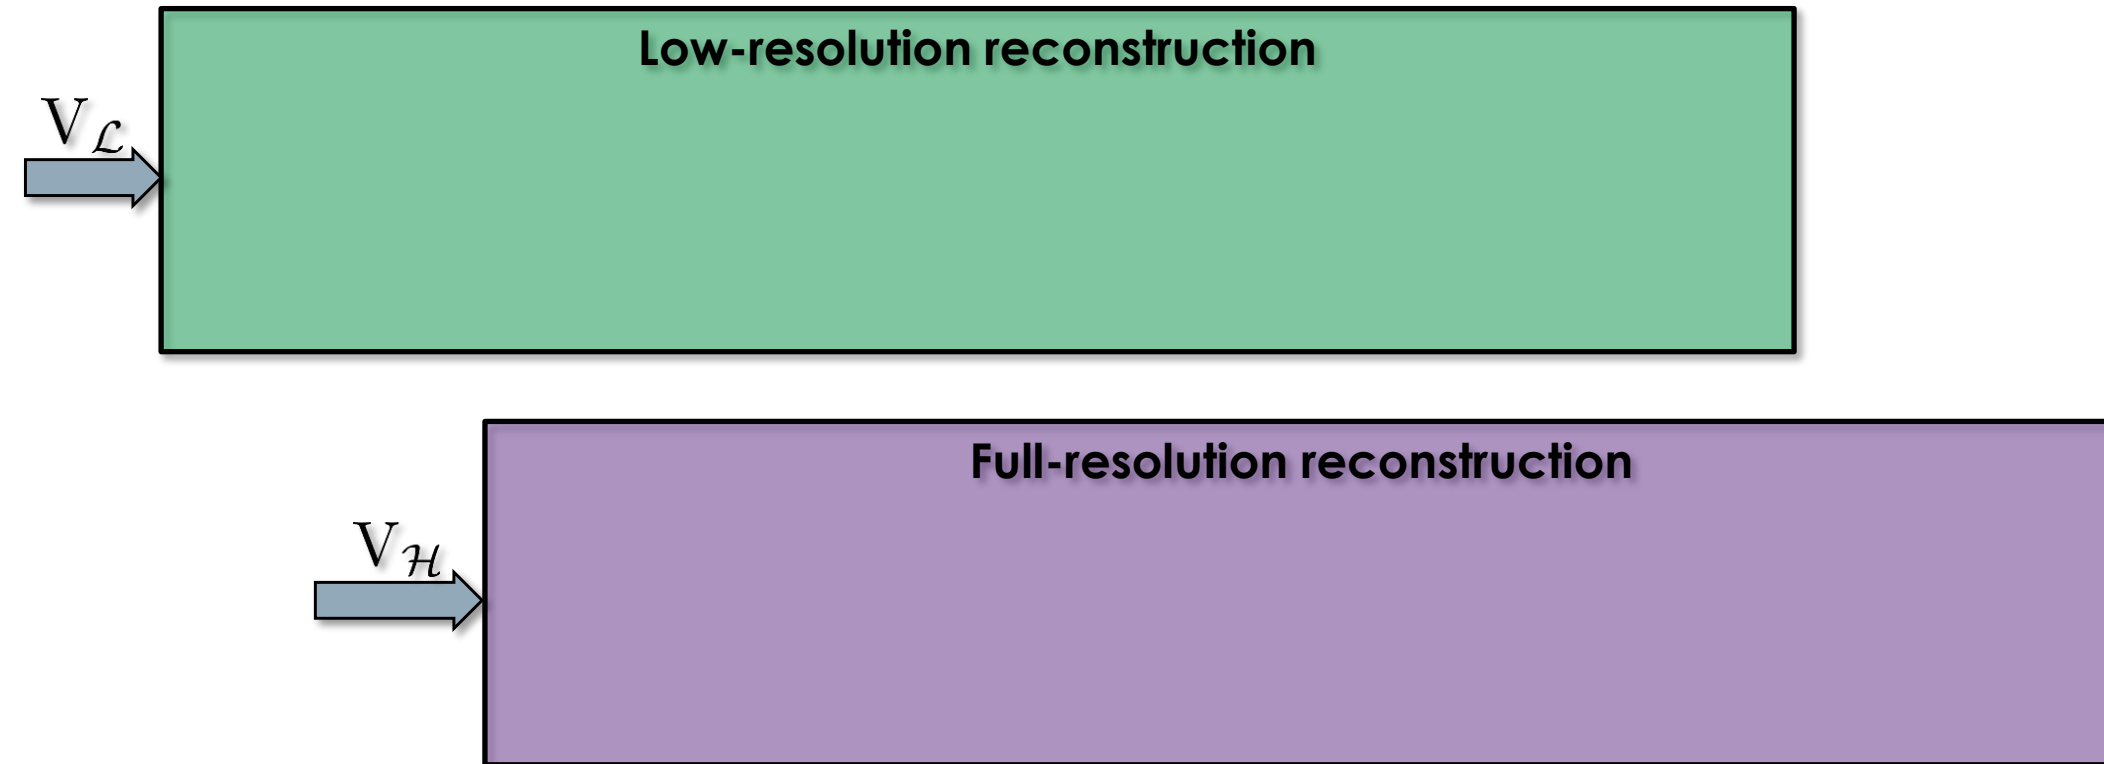 Low-resolution reconstruction
V_ℒ
Full-resolution reconstruction
V_ℋ